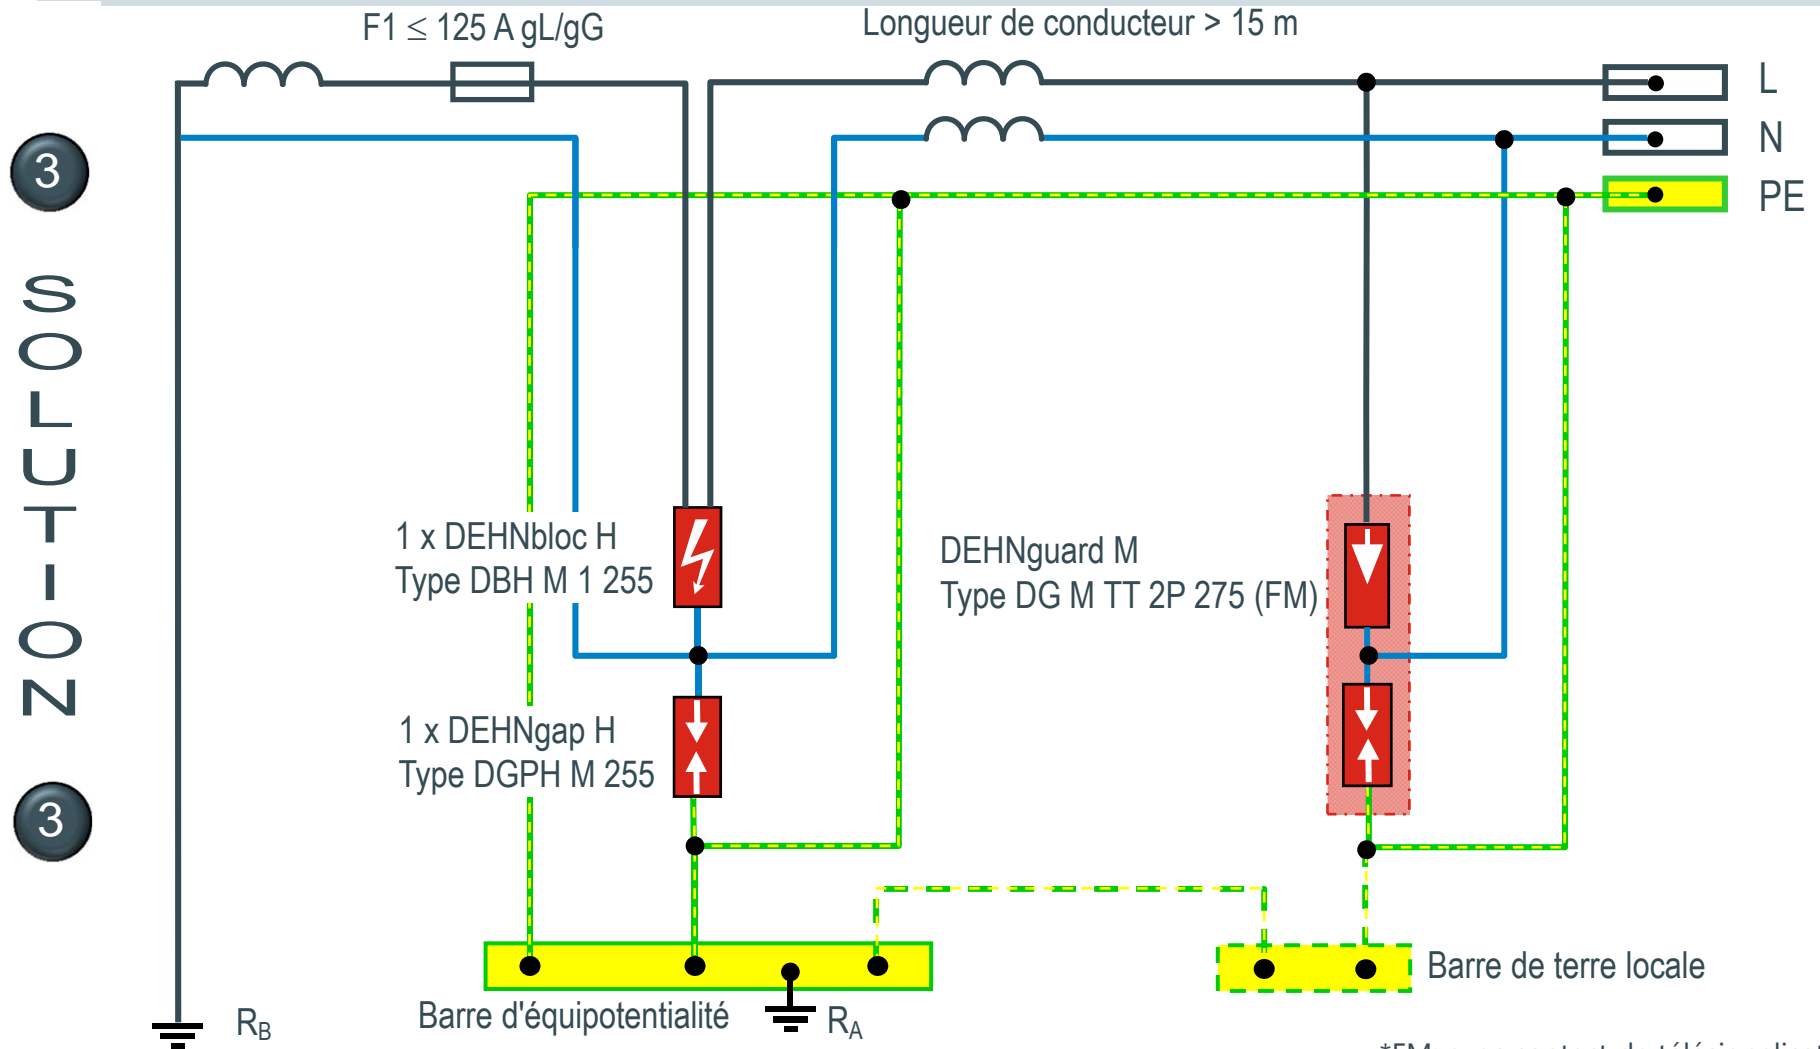 F1 ≤ 125 A gL/gG
Longueur de conducteur > 15 m
L
N
PE
3
SOLUTION
3
1 x DEHNbloc H
Type DBH M 1 255
DEHNguard M
Type DG M TT 2P 275 (FM)
1 x DEHNgap H
Type DGPH M 255
Barre de terre locale
Barre d'équipotentialité
RA
RB